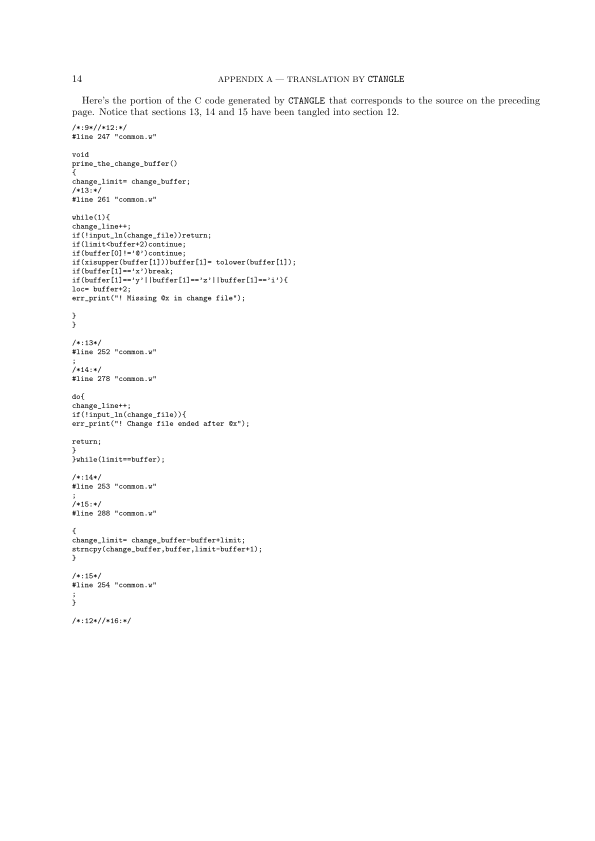 14 APPENDIX A — TRANSLATION BY CTANGLE
Here's the portion of the C code generated by CTANGLE that corresponds to the source on the preceding
page. Notice that sections 13, 14 and 15 have been tangled into section 12.
/*:9*//*12:*/
#line 247 "common.w"
void
prime_the_change_buffer()
{
change_limit= change_buffer;
/*13:*/
#line 261 "common.w"
while(1){
change_line++;
if(!input_ln(change_file))return;
if(limit<buffer+2)continue;
if(buffer[0]!='@')continue;
if(xisupper(buffer[1]))buffer[1]= tolower(buffer[1]);
if(buffer[1]=='x')break;
if(buffer[1]=='y'||buffer[1]=='z'||buffer[1]=='i'){
loc= buffer+2;
err_print("! Missing @x in change file");
}
}
/*:13*/
#line 252 "common.w"
;
/*14:*/
#line 278 "common.w"
do{
change_line++;
if(!input_ln(change_file)){
err_print("! Change file ended after @x");
return;
}
}while(limit==buffer);
/*:14*/
#line 253 "common.w"
;
/*15:*/
#line 288 "common.w"
{
change_limit= change_buffer-buffer+limit;
strncpy(change_buffer,buffer,limit-buffer+1);
}
/*:15*/
#line 254 "common.w"
;
}
/*:12*//*16:*/